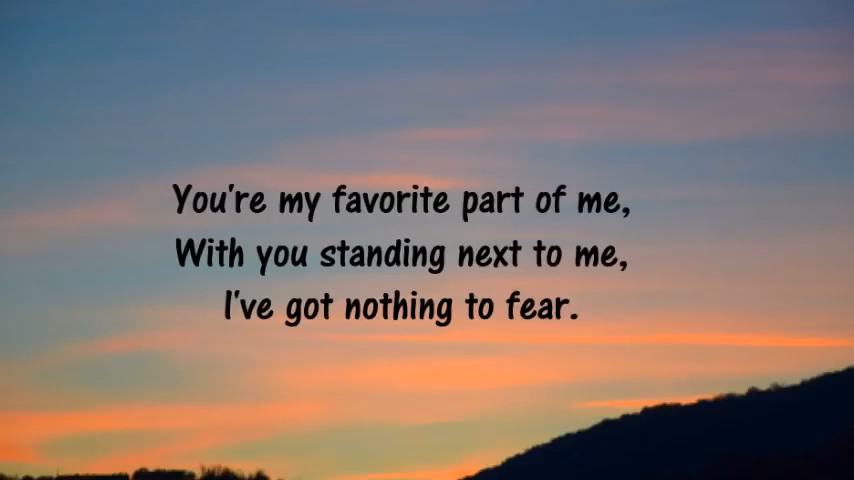 You're my favorite part of me,
With you standing next to me,
I've got nothing to fear.